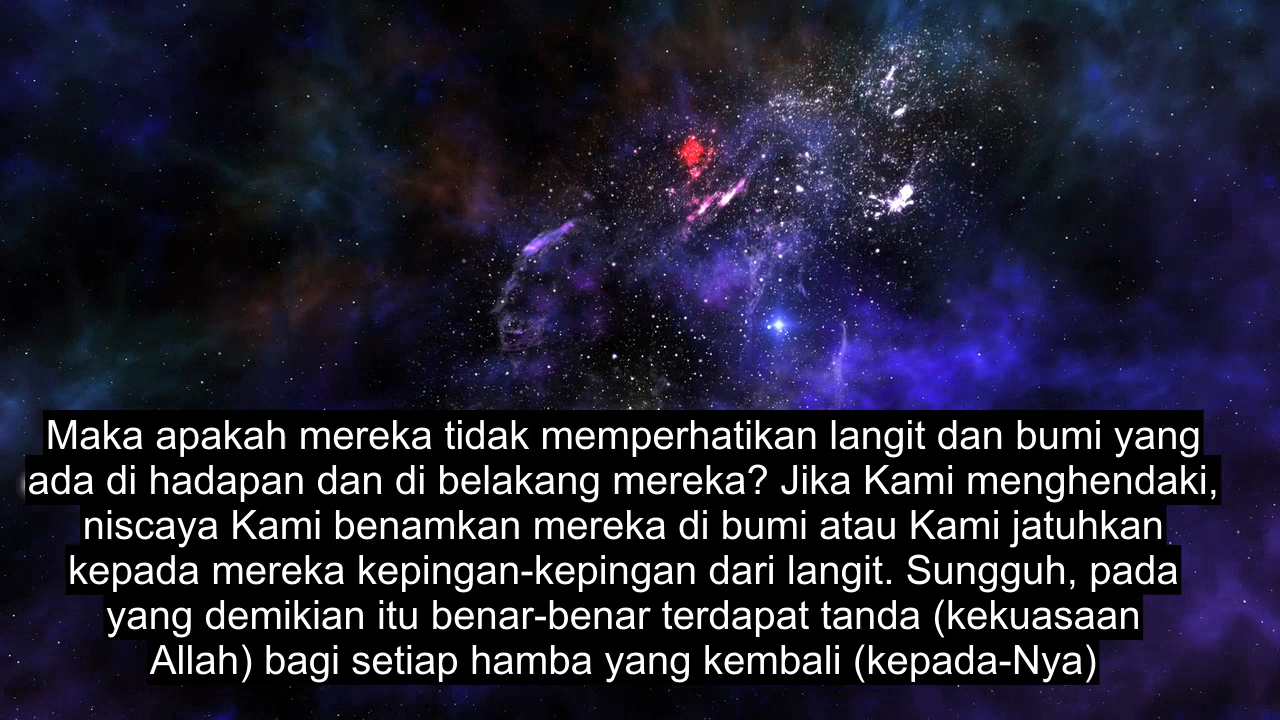 Maka apakah mereka tidak memperhatikan langit dan bumi yang
ada di hadapan dan di belakang mereka? Jika Kami menghendaki,
niscaya Kami benamkan mereka di bumi atau Kami jatuhkan
kepada mereka kepingan-kepingan dari langit. Sungguh, pada
yang demikian itu benar-benar terdapat tanda (kekuasaan
Allah) bagi setiap hamba yang kembali (kepada-Nya)